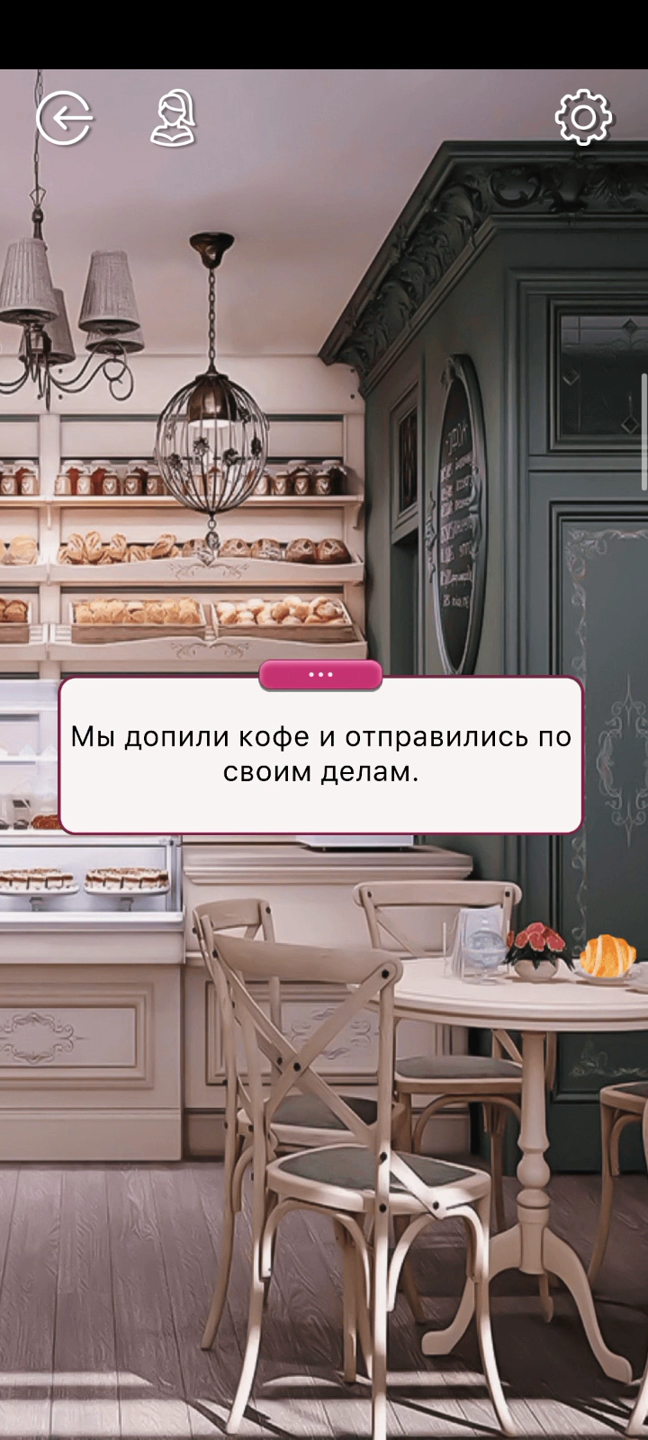 ...
Мы допили кофе и отправились по
своим делам.